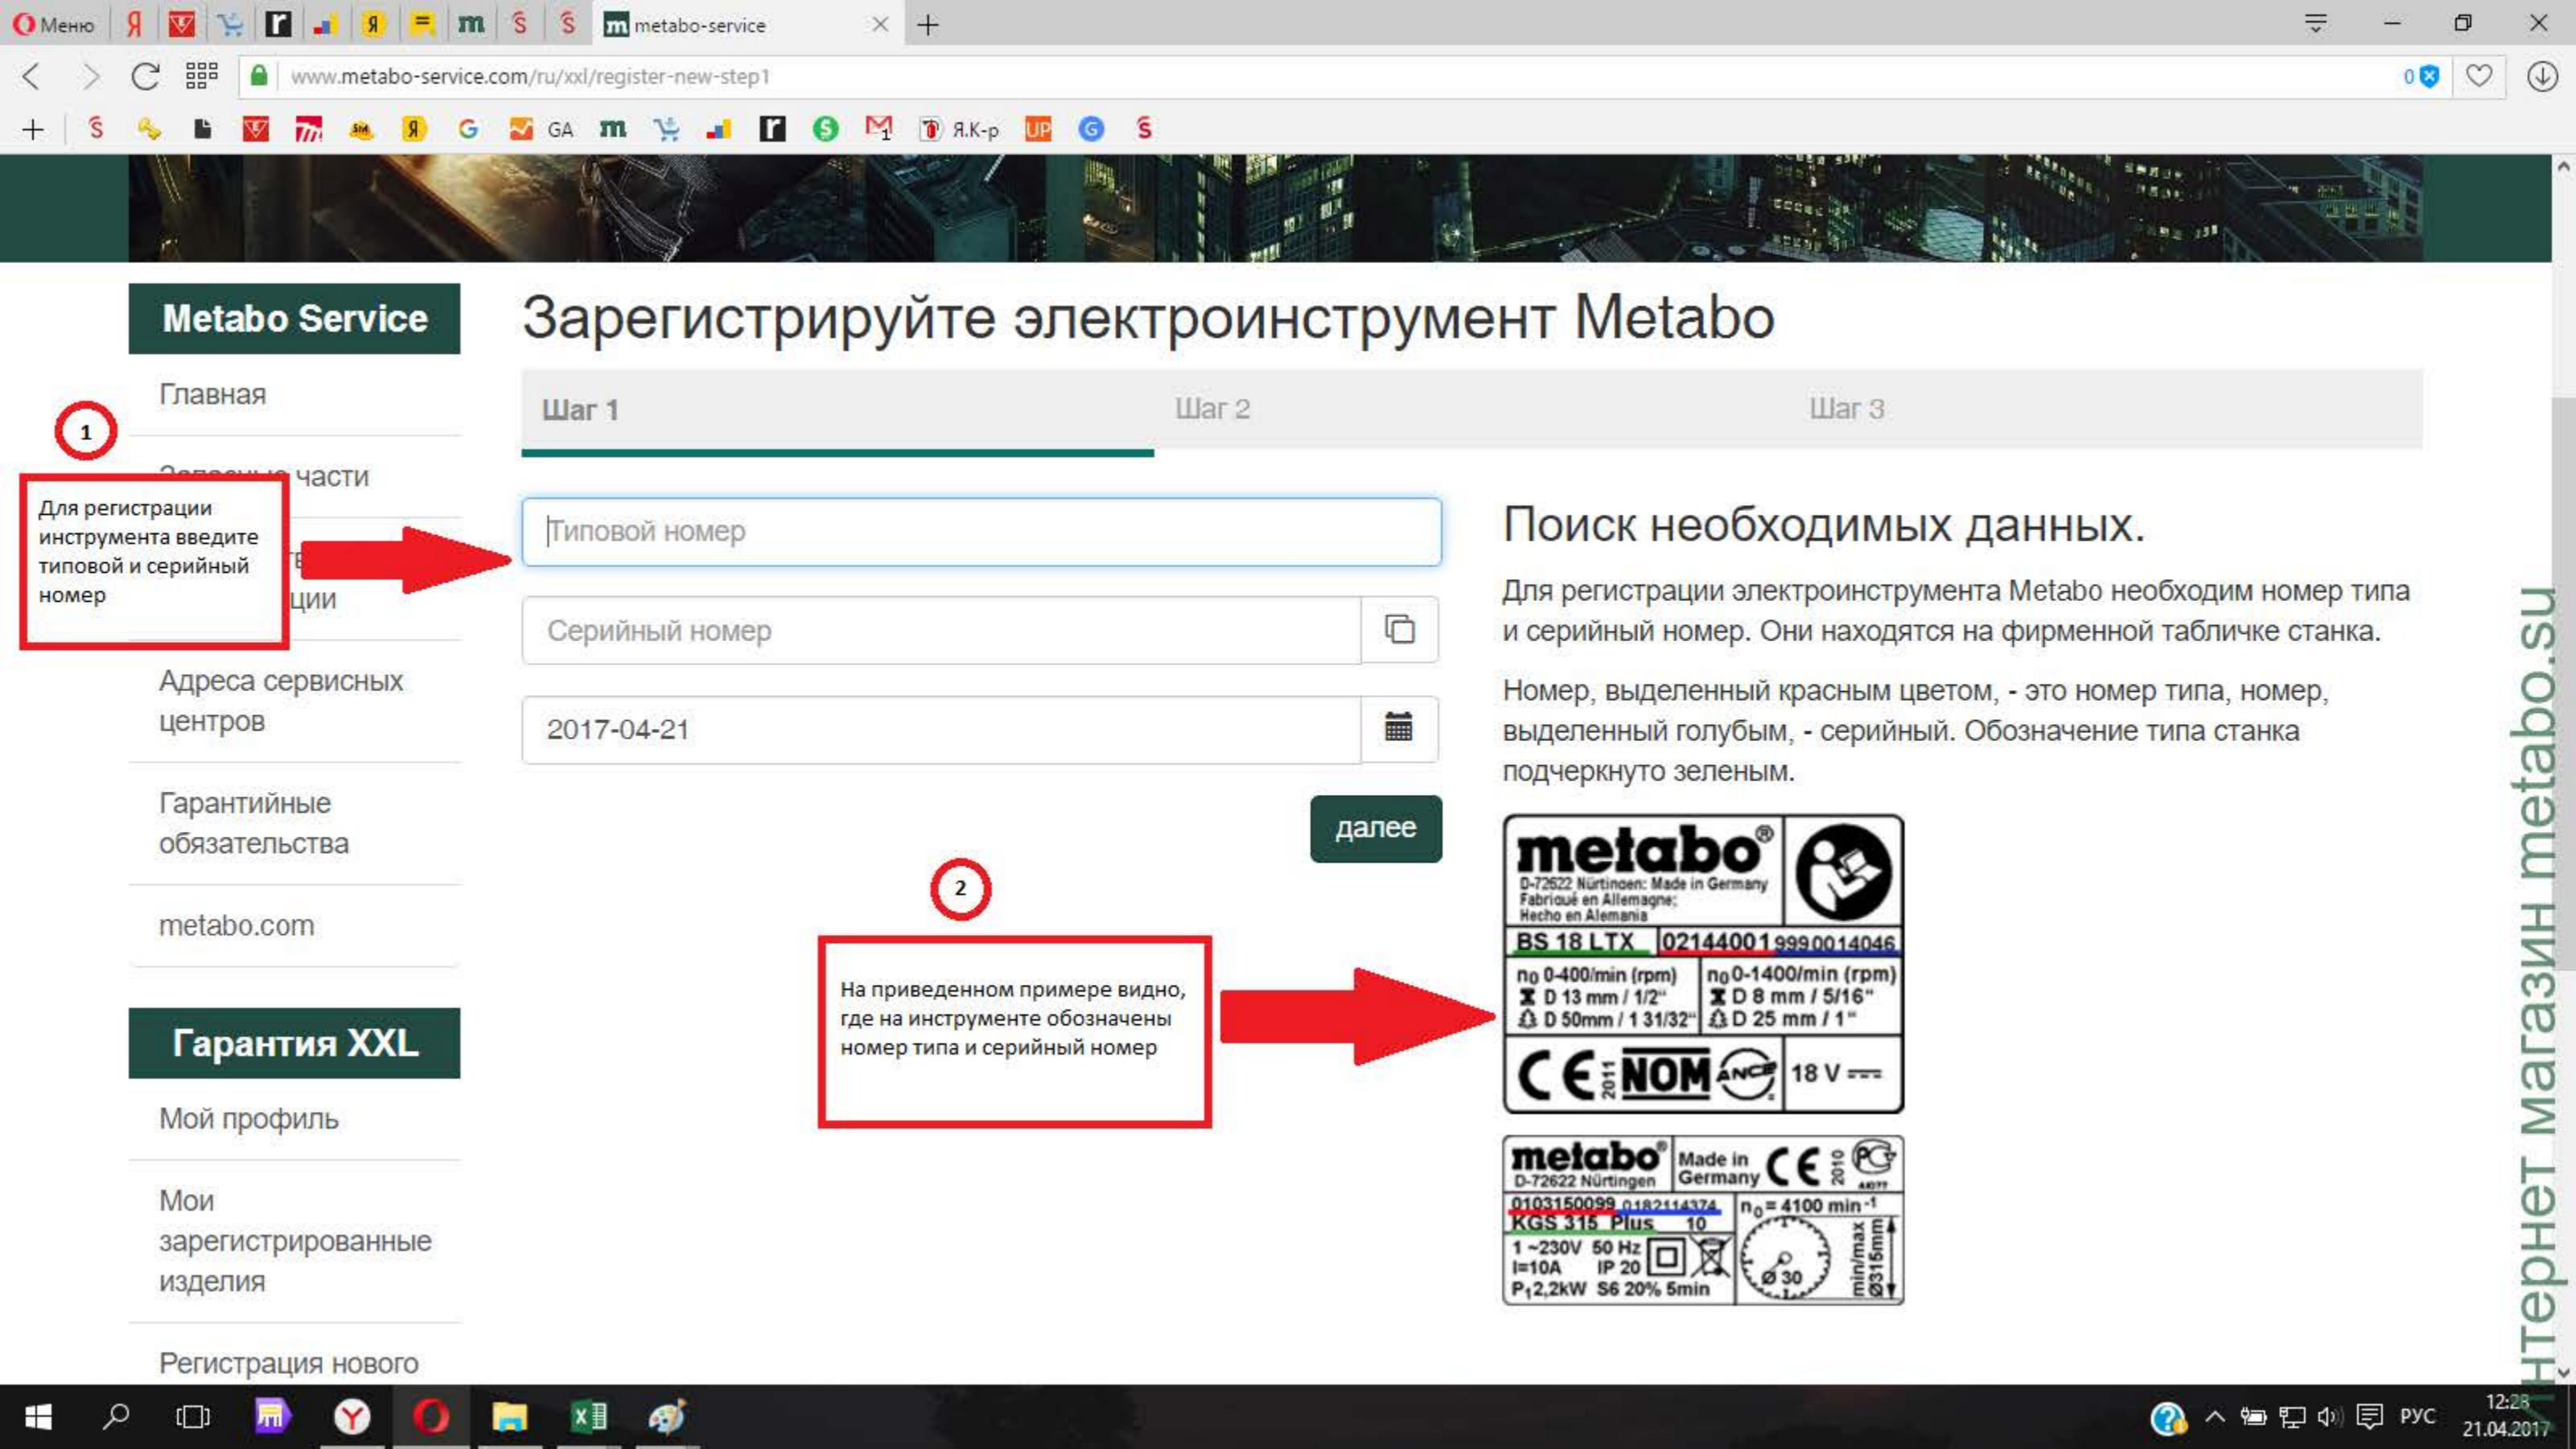 Меню
metabo-service
www.metabo-service.com/ru/xxl/register-new-step1
GA
Я.К-р
UP
Metabo Service
Главная
части
ции
Адреса сервисных
центров
Гарантийные
обязательства
metabo.com
Гарантия XXL
Мой профиль
Мои
зарегистрированные
изделия
Регистрация нового
1
Для регистрации
инструмента введите
типовой и серийный
номер
Зарегистрируйте электроинструмент Metabo
Шаг 1
Шаг 2
Шаг 3
Типовой номер
Серийный номер
2017-04-21
далее
2
На приведенном примере видно,
где на инструменте обозначены
номер типа и серийный номер
Поиск необходимых данных.
Для регистрации электроинструмента Metabo необходим номер типа
и серийный номер. Они находятся на фирменной табличке станка.
Номер, выделенный красным цветом, - это номер типа, номер,
выделенный голубым, - серийный. Обозначение типа станка
подчеркнуто зеленым.
metabo®
D-72622 Nürtingen: Made in Germany
Fabriqué en Allemagne;
Hecho en Alemania
BS 18 LTX 02144001 9990014046
n0 0-400/min (rpm)
D 13 mm / 1/2"
D 50mm / 1 31/32"
n0 0-1400/min (rpm)
D 8 mm / 5/16"
D 25 mm / 1"
CE 2011 NOM ANCE 18 V
metabo®
D-72622 Nürtingen
Made in
Germany
CE 2010
0103150099 0182114374
KGS 315 Plus 10
1 ~230V 50 Hz
I=10A IP 20
P1 2,2kW S6 20% 5min
n0 = 4100 min-1
Ø 30
min/max
Ø315mm
интернет магазин metabo.su
РУС
12:28
21.04.2017